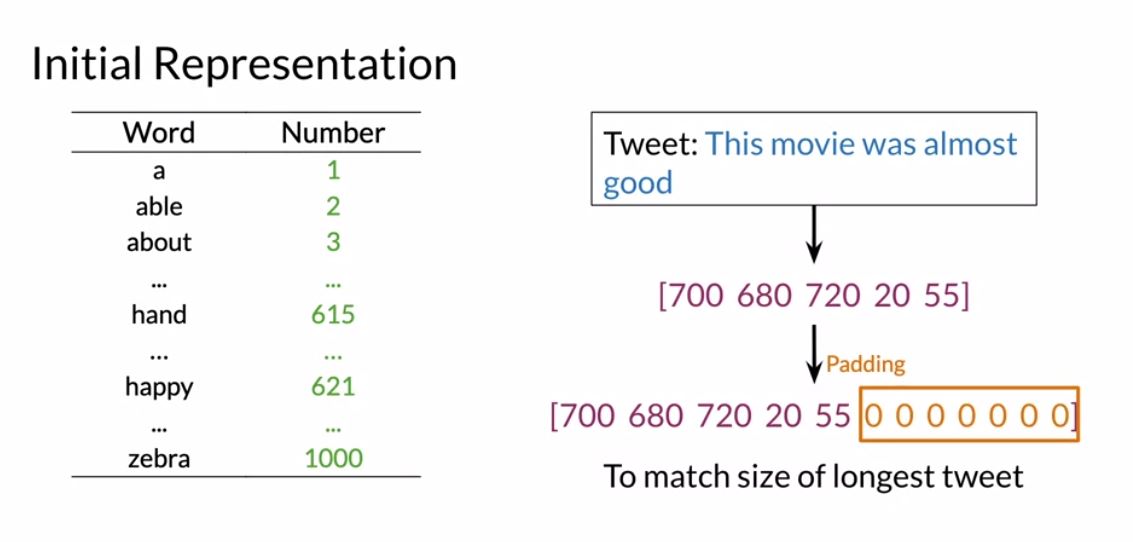 Initial Representation
Word Number
a 1
able 2
about 3
... ...
hand 615
... ...
happy 621
... ...
zebra 1000
Tweet: This movie was almost
good
[700 680 720 20 55]
Padding
[700 680 720 20 55 0 0 0 0 0 0 0]
To match size of longest tweet